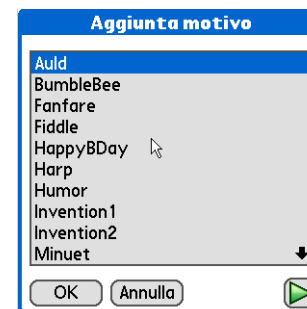 Aggiunta motivo
Auld
BumbleBee
Fanfare
Fiddle
HappyBDay
Harp
Humor
Invention1
Invention2
Minuet
OK Annulla